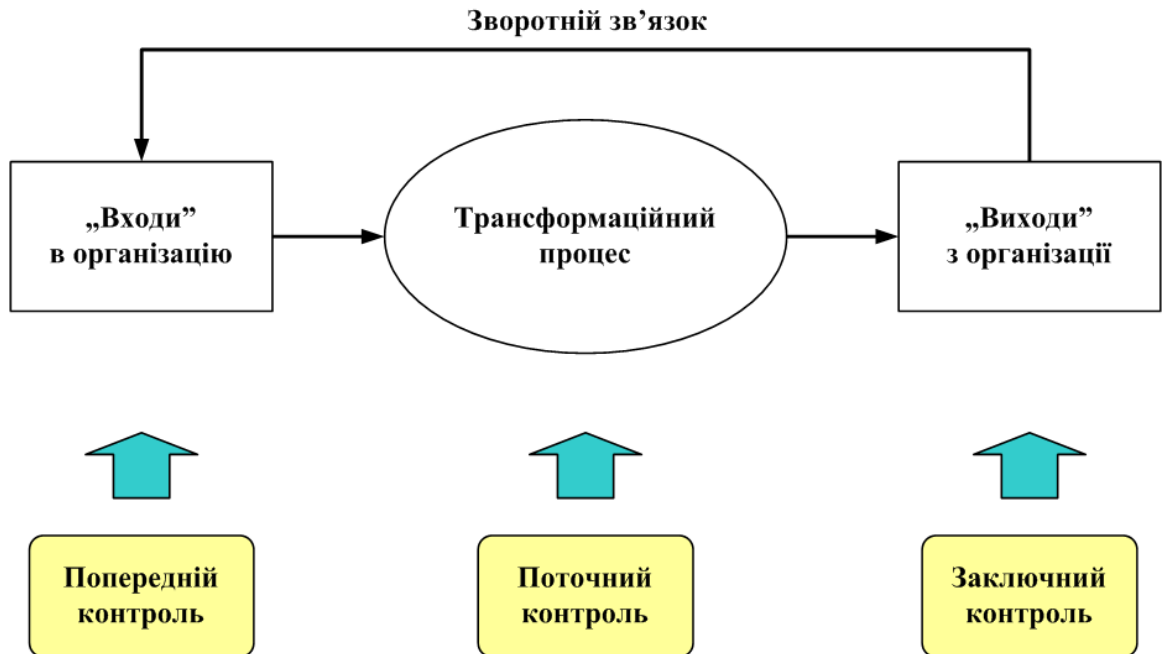 Зворотній зв’язок
„Входи”
в організацію
Трансформаційний
процес
„Виходи”
з організації
Попередній
контроль
Поточний
контроль
Заключний
контроль